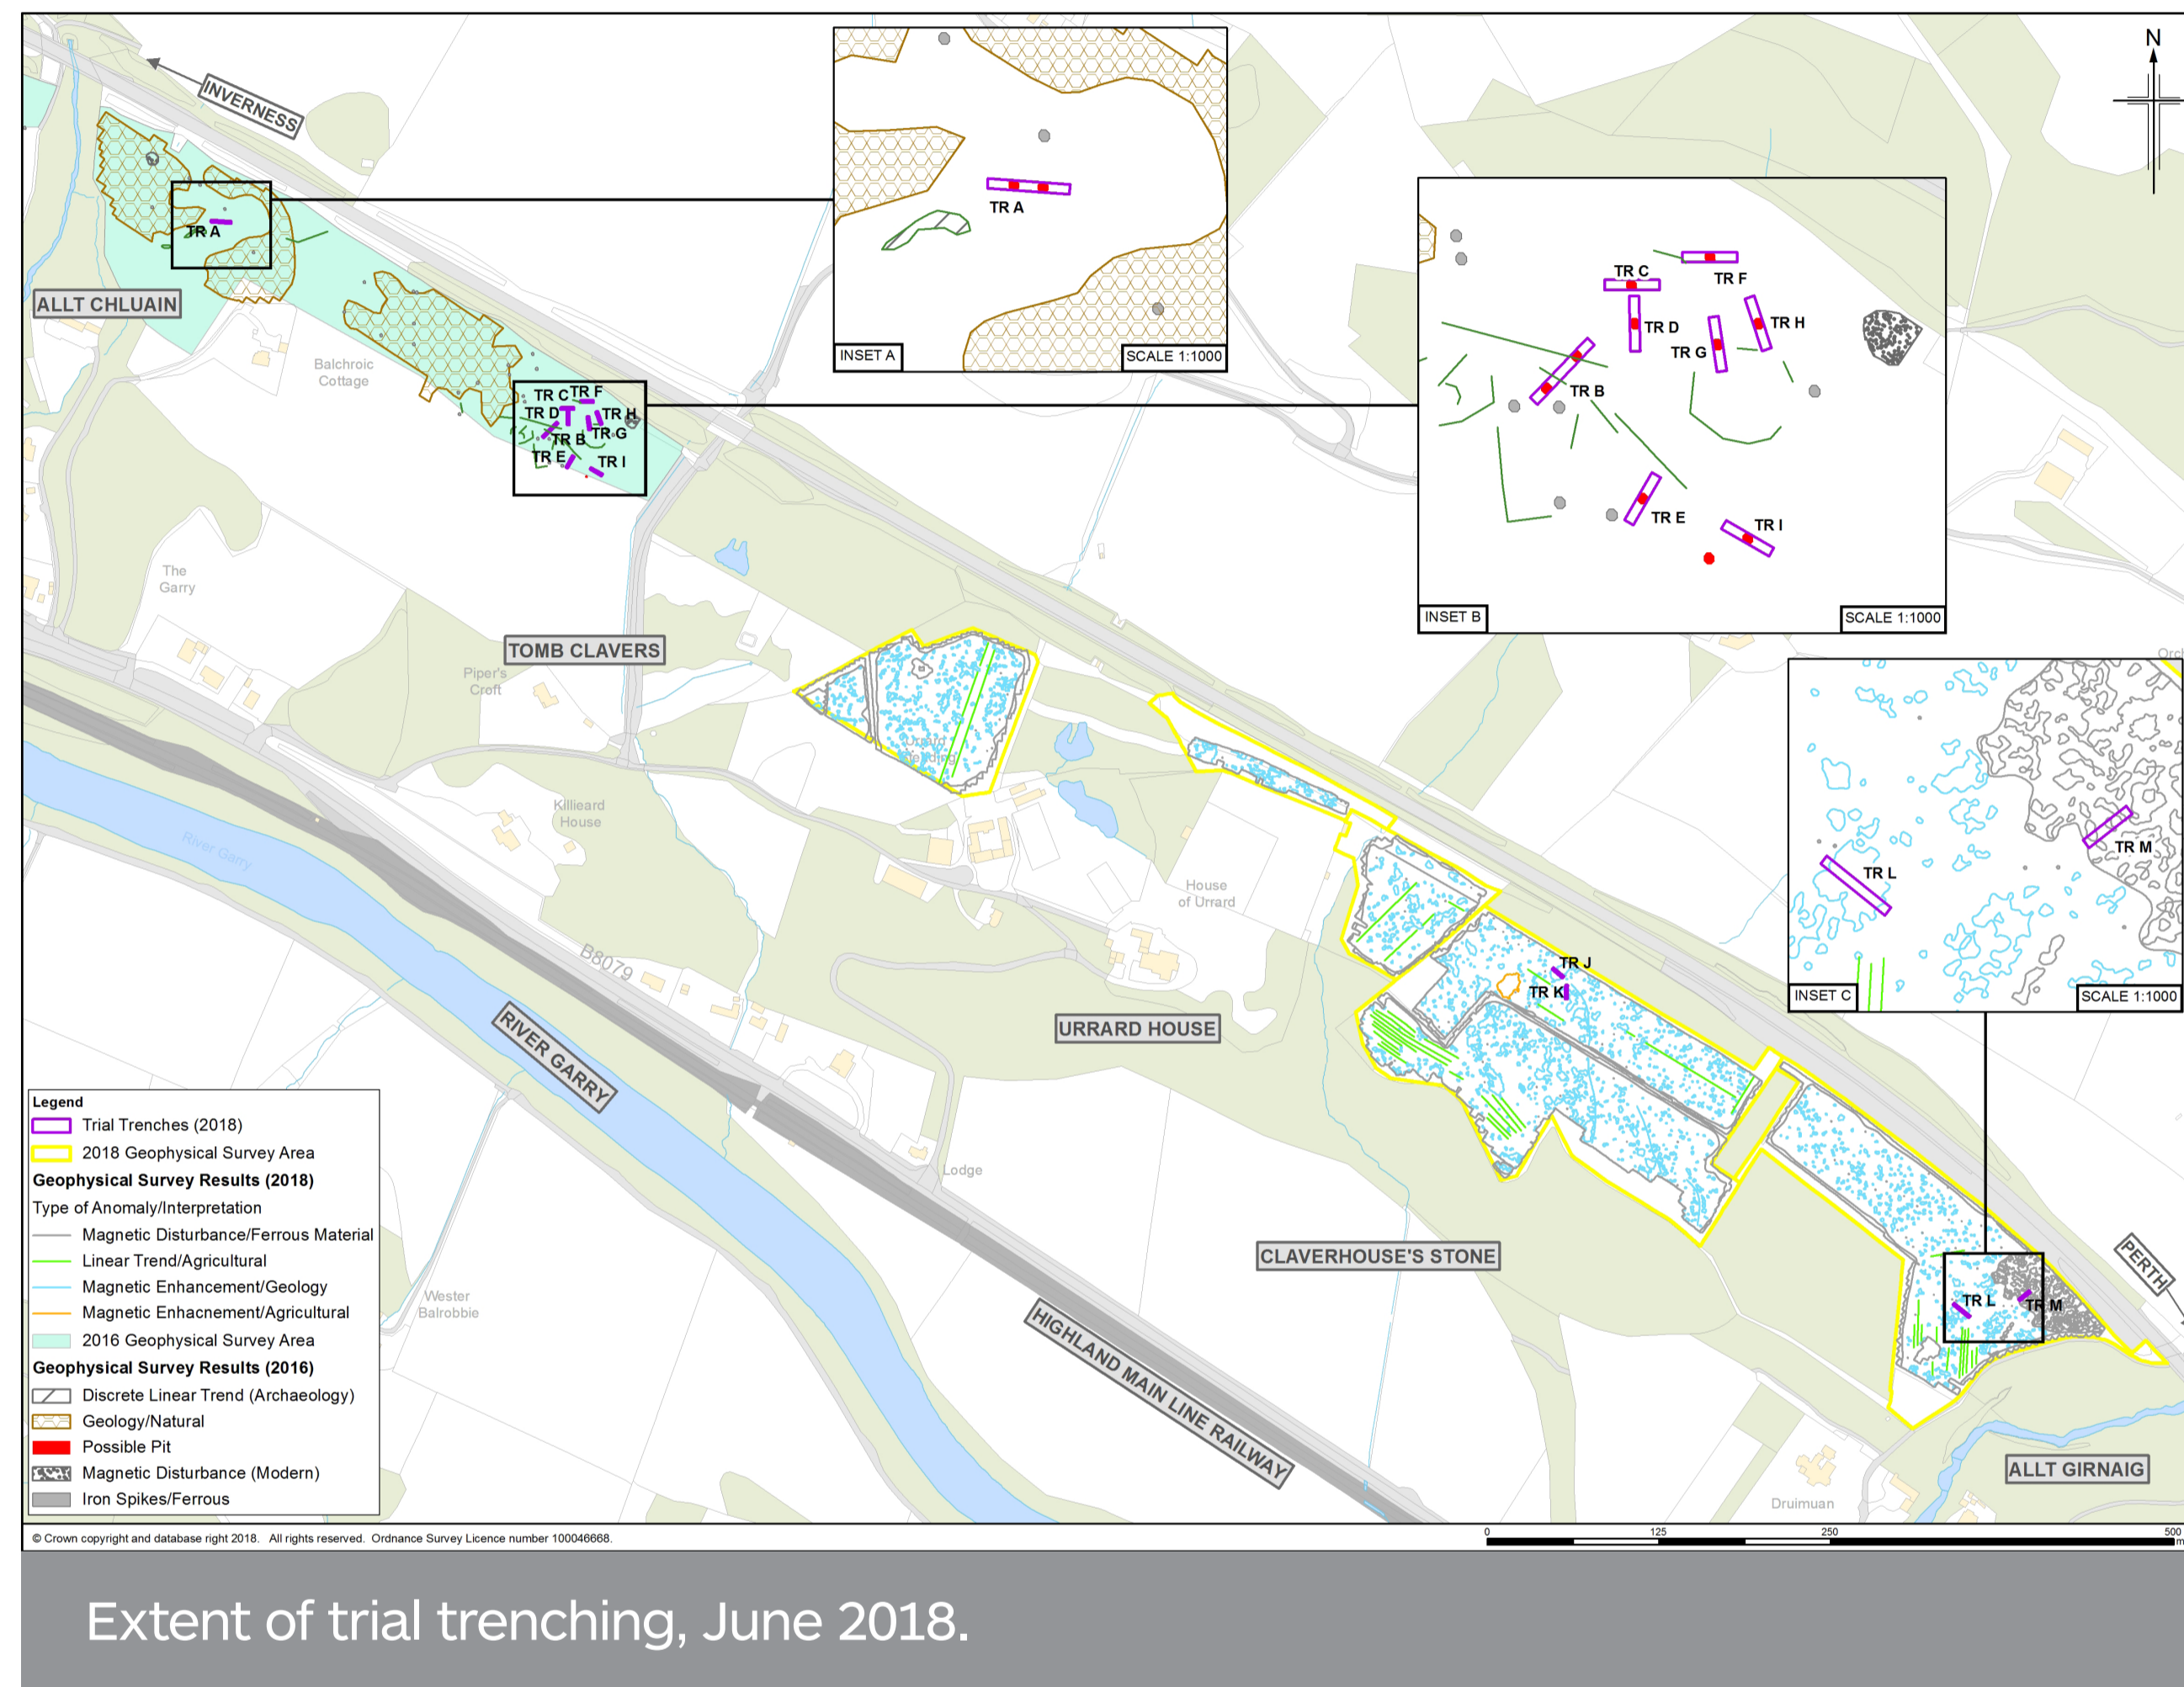 N
INVERNESS
TR A
INSET A
SCALE 1:1000
TR A
ALLT CHLUAIN
Balchroic
Cottage
TR C
TR F
TR D
TR H
TR B
TR G
TR E
TR I
TR C
TR F
TR D
TR H
TR G
TR B
TR E
TR I
INSET B
SCALE 1:1000
The
Garry
TOMB CLAVERS
Piper's
Croft
Urrard
Killieard
House
River Garry
B8079
House
of Urrard
TR M
TR L
INSET C
SCALE 1:1000
TR J
TR K
URRARD HOUSE
RIVER GARRY
Lodge
CLAVERHOUSE'S STONE
PERTH
TR L
TR M
Wester
Balrobbie
HIGHLAND MAIN LINE RAILWAY
ALLT GIRNAIG
Druimuan
Legend
Trial Trenches (2018)
2018 Geophysical Survey Area
Geophysical Survey Results (2018)
Type of Anomaly/Interpretation
Magnetic Disturbance/Ferrous Material
Linear Trend/Agricultural
Magnetic Enhancement/Geology
Magnetic Enhacnement/Agricultural
2016 Geophysical Survey Area
Geophysical Survey Results (2016)
Discrete Linear Trend (Archaeology)
Geology/Natural
Possible Pit
Magnetic Disturbance (Modern)
Iron Spikes/Ferrous
© Crown copyright and database right 2018. All rights reserved. Ordnance Survey Licence number 100046668.
0 125 250 500
m
Extent of trial trenching, June 2018.